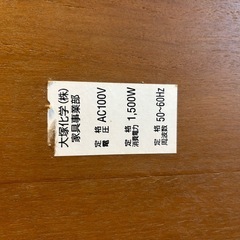 大塚化学(株)
家具事業部
定格
電圧 AC100V
定格
消費電力 1,500W
定格
周波数 50~60Hz